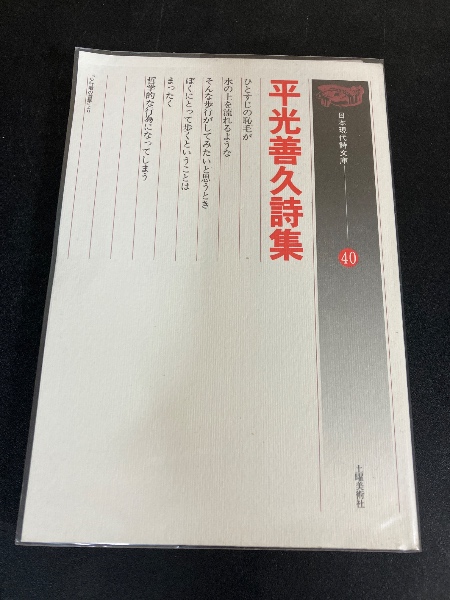 日本現代詩文庫
40
平光善久詩集
ひとすじの恥毛が
水の上を流れるような
そんな歩行がしてみたいと思うとき
ぼくにとって歩くということは
まったく
哲学的な行為になってしまう
土曜美術社